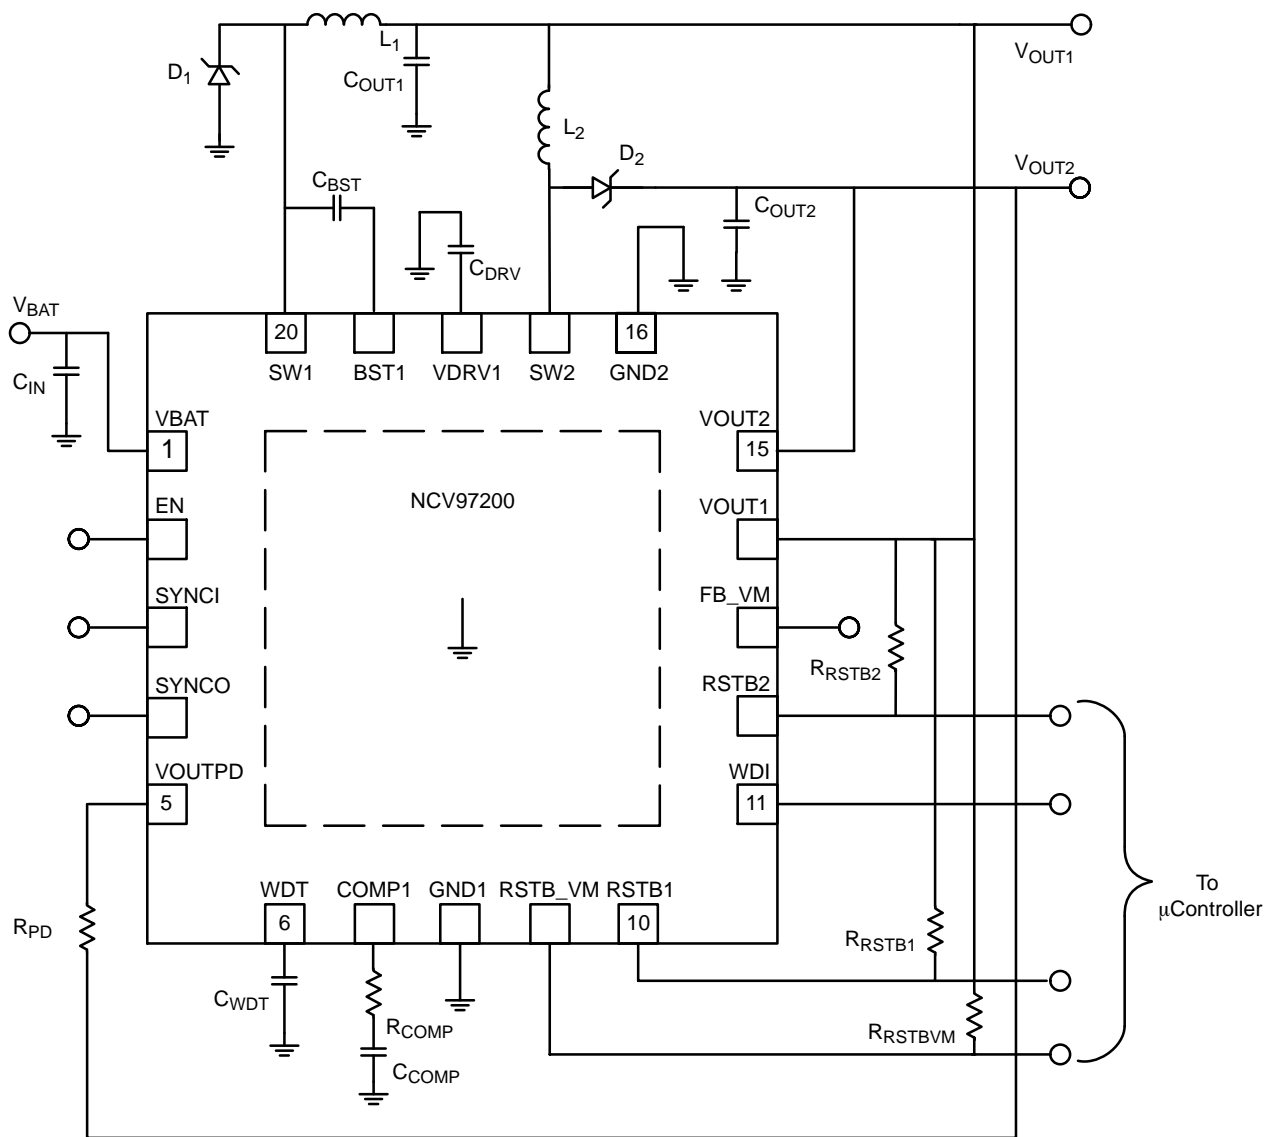 L1
VOUT1
D1
COUT1
L2
D2
VOUT2
CBST
COUT2
CDRV
VBAT
20
16
SW1
BST1
VDRV1
SW2
GND2
CIN
VBAT
VOUT2
1
15
NCV97200
EN
VOUT1
SYNCI
FB_VM
RRSTB2
SYNCO
RSTB2
VOUTPD
WDI
5
11
WDT
COMP1
GND1
RSTB_VM
RSTB1
To
μController
6
10
RPD
RRSTB1
CWDT
RCOMP
RRSTBVM
CCOMP